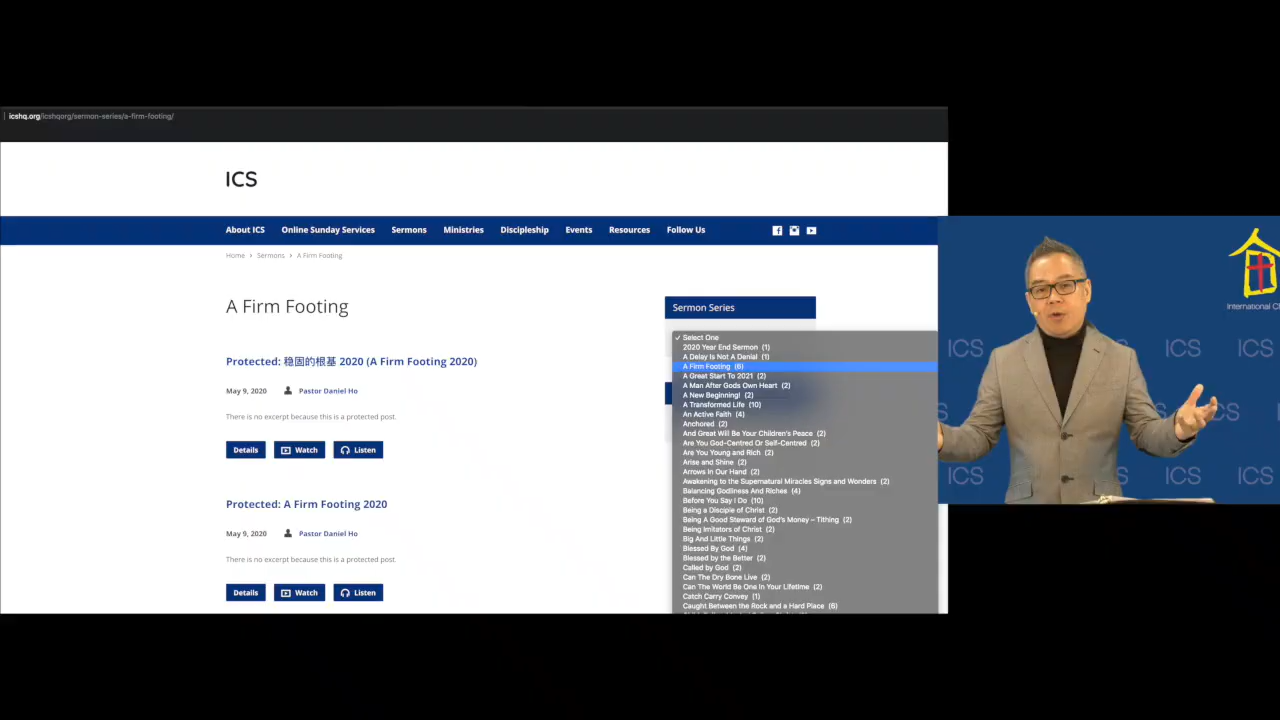 icshq.org/icshqorg/sermon-series/a-firm-footing/
ICS
About ICS Online Sunday Services Sermons Ministries Discipleship Events Resources Follow Us
Home › Sermons › A Firm Footing
A Firm Footing
Protected: 稳固的根基 2020 (A Firm Footing 2020)
May 9, 2020 Pastor Daniel Ho
There is no excerpt because this is a protected post.
Details Watch Listen
Protected: A Firm Footing 2020
May 9, 2020 Pastor Daniel Ho
There is no excerpt because this is a protected post.
Details Watch Listen
Sermon Series
✓ Select One
2020 Year End Sermon (1)
A Delay Is Not A Denial (1)
A Firm Footing (6)
A Great Start To 2021 (2)
A Man After Gods Own Heart (2)
A New Beginning! (2)
A Transformed Life (10)
An Active Faith (4)
Anchored (2)
And Great Will Be Your Children's Peace (2)
Are You God-Centred Or Self-Centred (2)
Are You Young and Rich (2)
Arise and Shine (2)
Arrows In Our Hand (2)
Awakening to the Supernatural Miracles Signs and Wonders (2)
Balancing Godliness And Riches (4)
Before You Say I Do (10)
Being a Disciple of Christ (2)
Being A Good Steward of God's Money – Tithing (2)
Being Imitators of Christ (2)
Big And Little Things (2)
Blessed By God (4)
Blessed by the Better (2)
Called by God (2)
Can The Dry Bone Live (2)
Can The World Be One In Your Lifetime (2)
Catch Carry Convey (1)
Caught Between the Rock and a Hard Place (6)
International C
ICS ICS ICS
CS
ICS ICS ICS